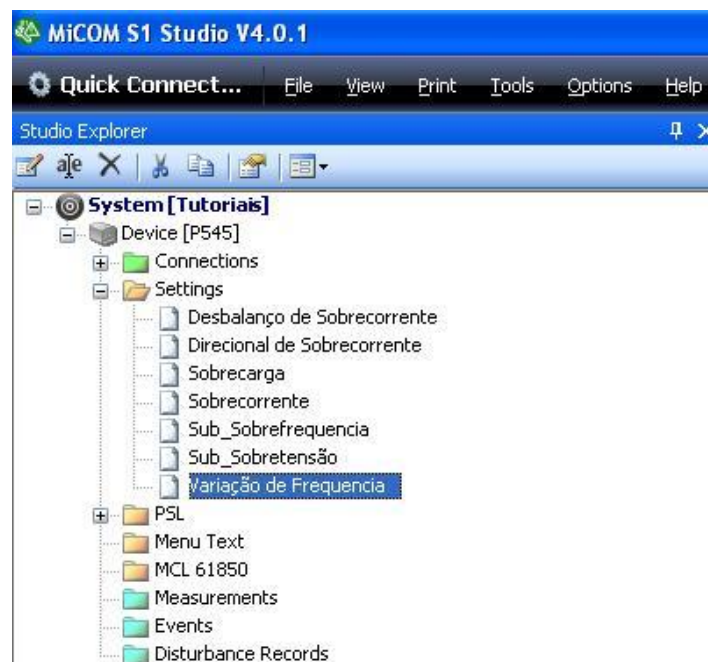 MiCOM S1 Studio V4.0.1
Quick Connect... File View Print Tools Options Help
Studio Explorer
System [Tutoriais]
Device [P545]
Connections
Settings
Desbalanço de Sobrecorrente
Direcional de Sobrecorrente
Sobrecarga
Sobrecorrente
Sub_Sobrefrequencia
Sub_Sobretensão
Variação de Frequencia
PSL
Menu Text
MCL 61850
Measurements
Events
Disturbance Records